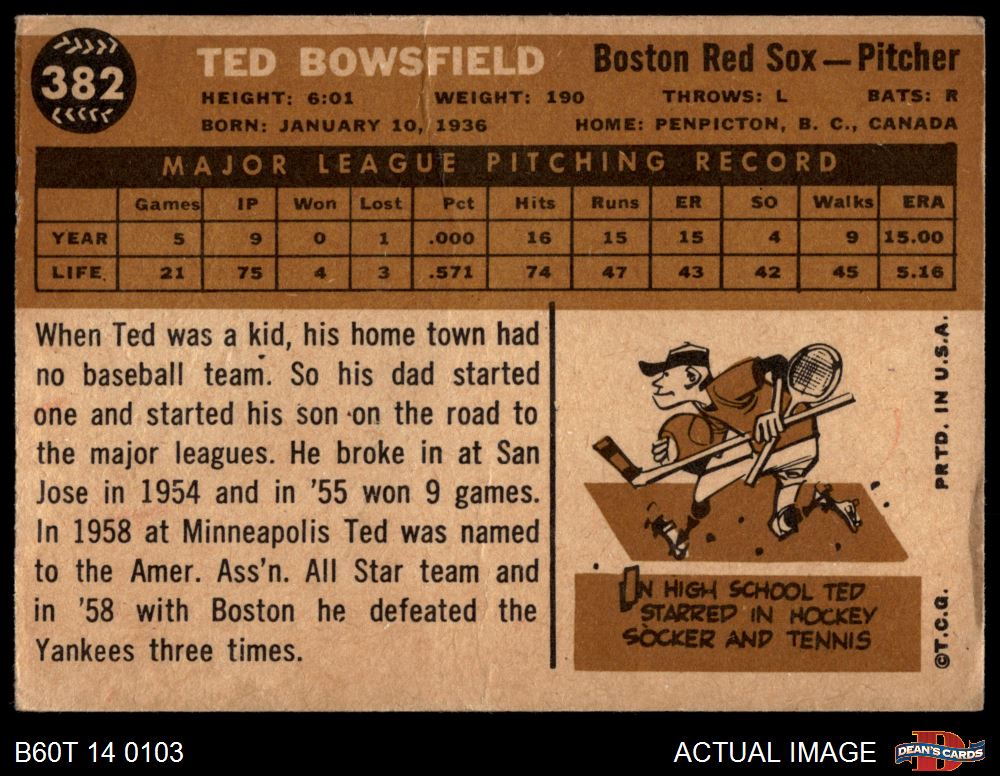 382
TED BOWSFIELD Boston Red Sox—Pitcher
HEIGHT: 6:01 WEIGHT: 190 THROWS: L BATS: R
BORN: JANUARY 10, 1936 HOME: PENPICTON, B. C., CANADA
MAJOR LEAGUE PITCHING RECORD
Games IP Won Lost Pct Hits Runs ER SO Walks ERA
YEAR 5 9 0 1 .000 16 15 15 4 9 15.00
LIFE 21 75 4 3 .571 74 47 43 42 45 5.16
When Ted was a kid, his home town had
no baseball team. So his dad started
one and started his son on the road to
the major leagues. He broke in at San
Jose in 1954 and in '55 won 9 games.
In 1958 at Minneapolis Ted was named
to the Amer. Ass'n. All Star team and
in '58 with Boston he defeated the
Yankees three times.
IN HIGH SCHOOL TED
STARRED IN HOCKEY
SOCKER AND TENNIS
©T.C.G. PRTD. IN U.S.A.
B60T 14 0103 ACTUAL IMAGE DEAN'S CARDS